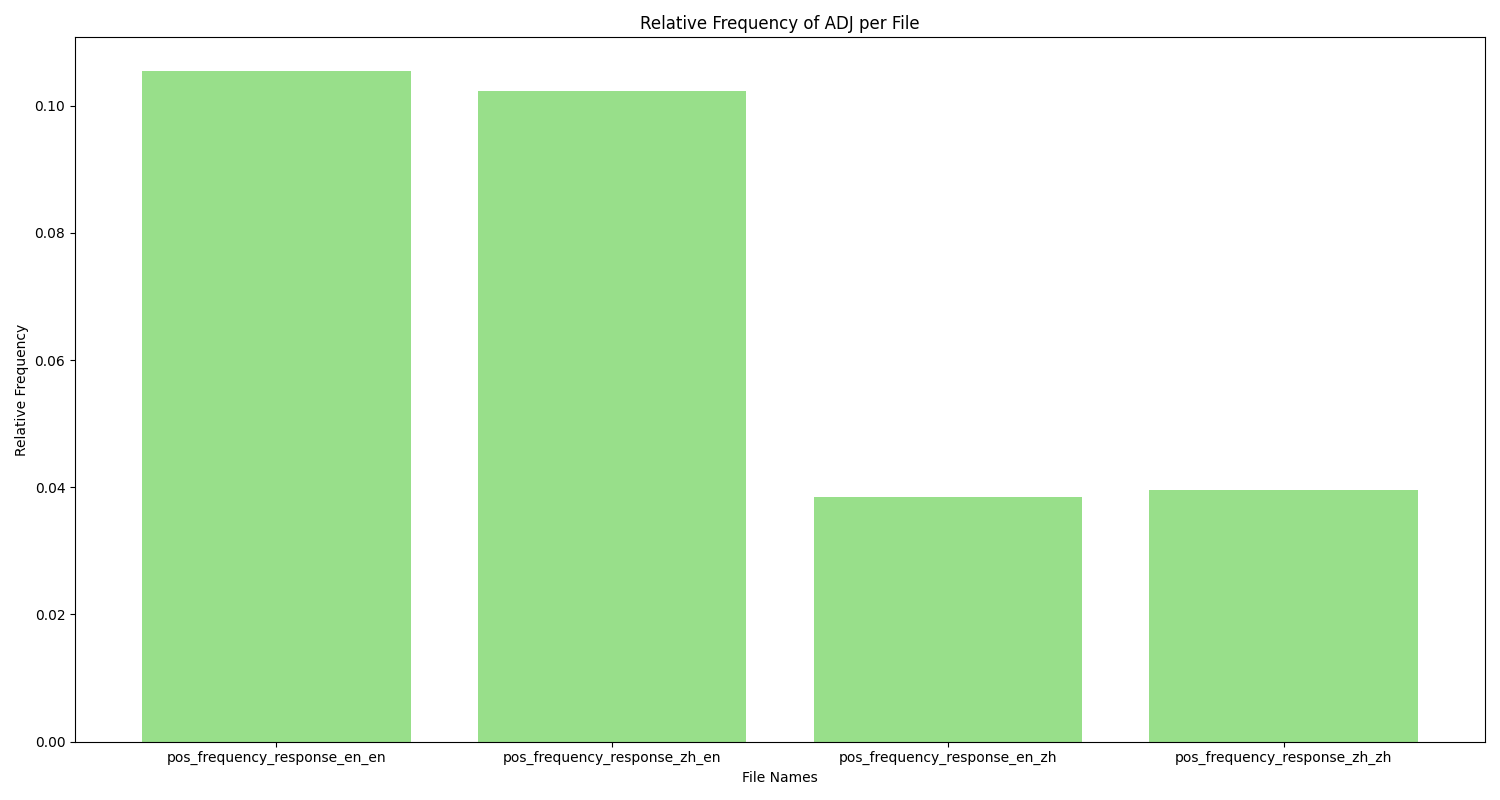 Relative Frequency of ADJ per File
Relative Frequency
0.10
0.08
0.06
0.04
0.02
0.00
pos_frequency_response_en_en
pos_frequency_response_zh_en
pos_frequency_response_en_zh
pos_frequency_response_zh_zh
File Names